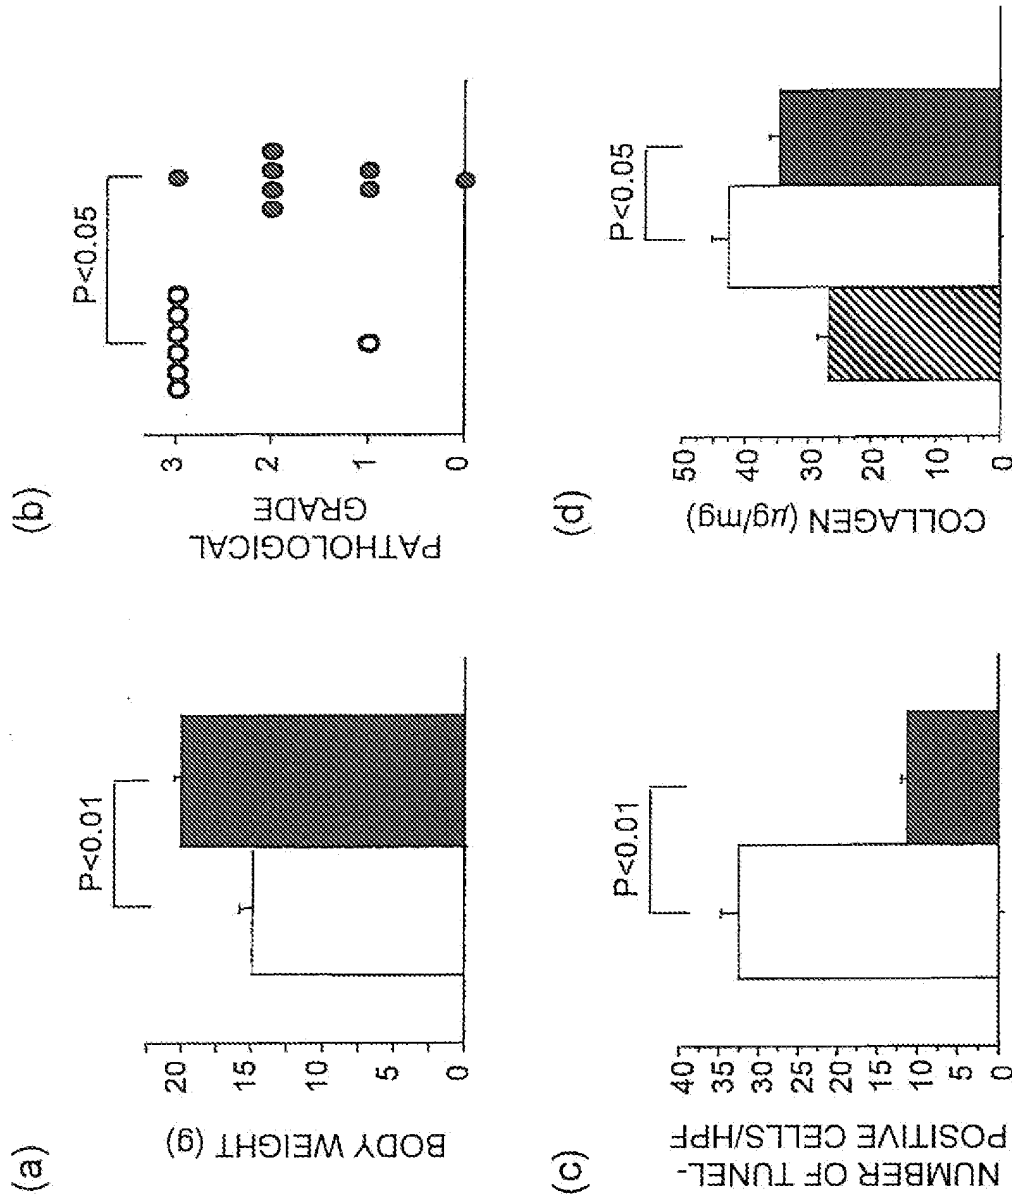 (a)
BODY WEIGHT (g)
20
15
10
5
0
P<0.01
(b)
PATHOLOGICAL
GRADE
3
2
1
0
P<0.05
(c)
NUMBER OF TUNEL-
POSITIVE CELLS/HPF
40
35
30
25
20
15
10
5
0
P<0.01
(d)
COLLAGEN (μg/mg)
50
40
30
20
10
0
P<0.05